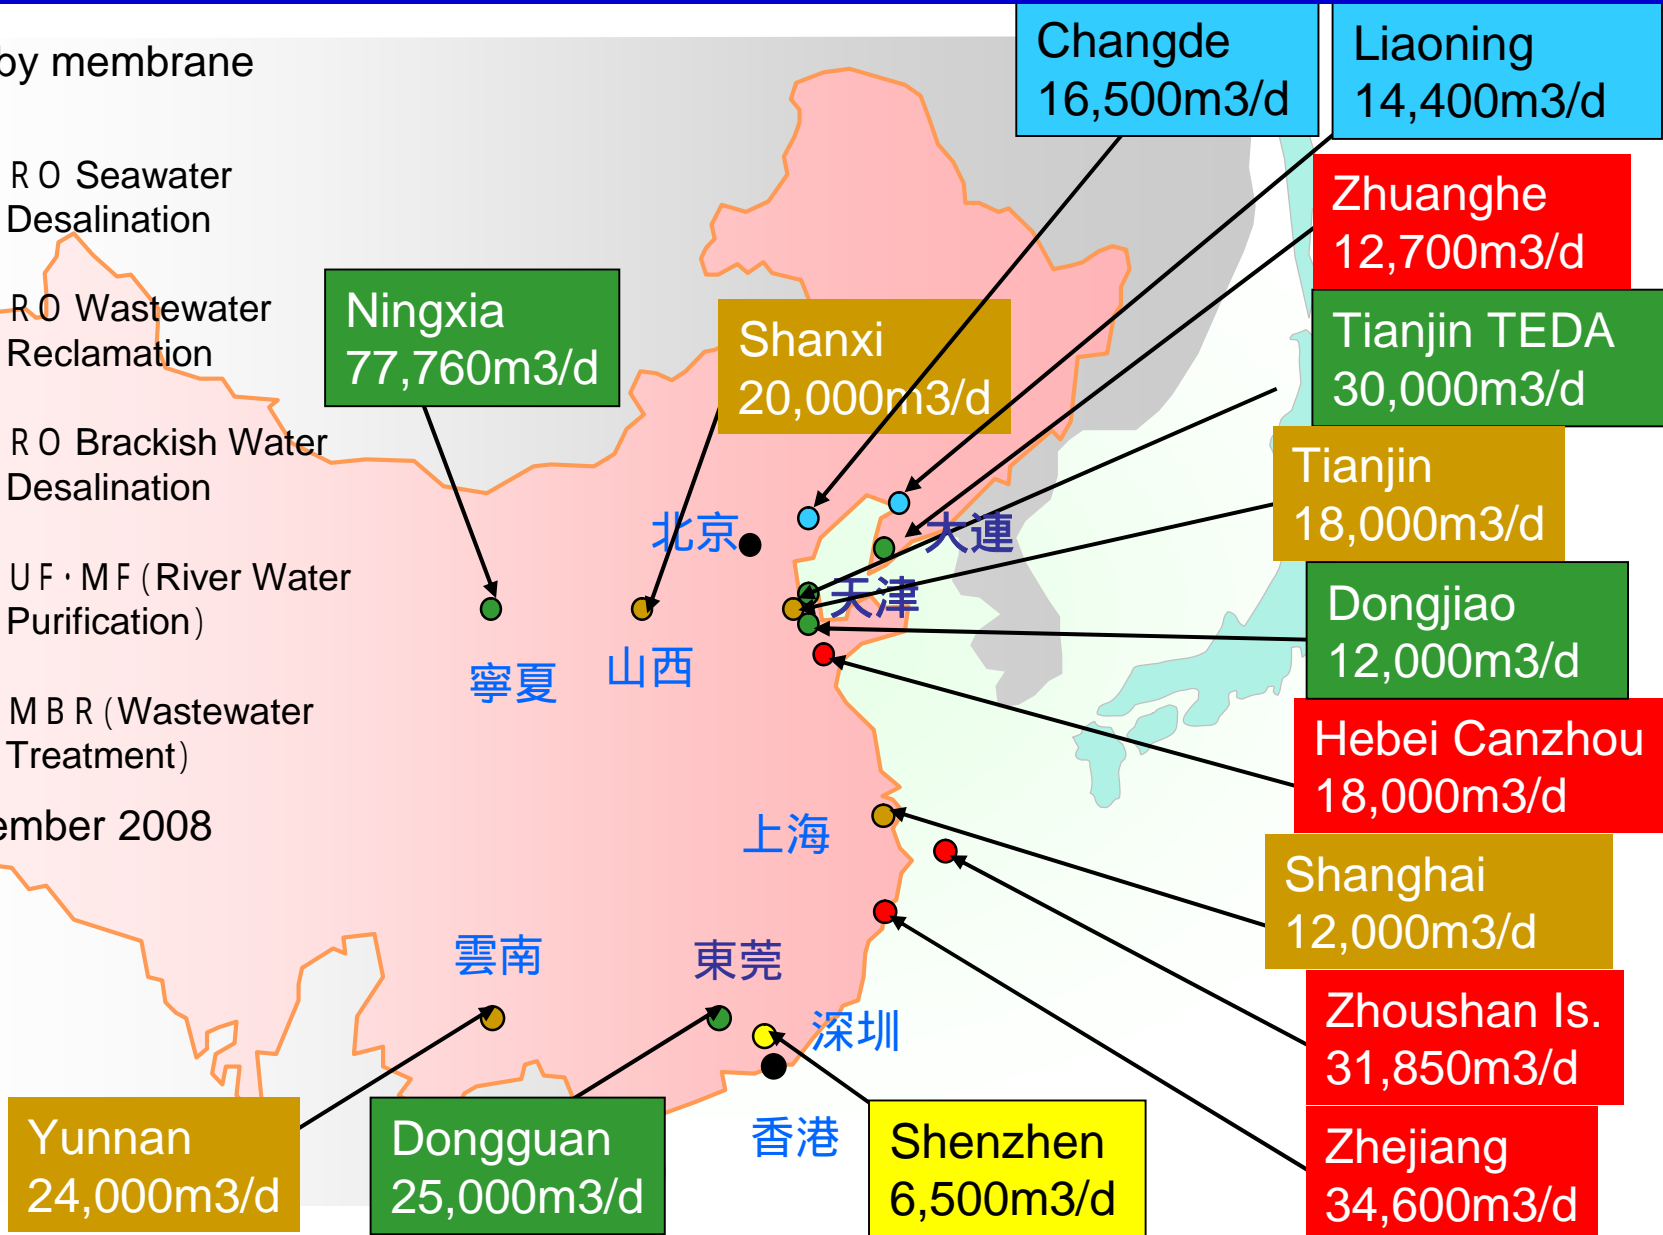 by membrane
RO Seawater
Desalination
RO Wastewater
Reclamation
RO Brackish Water
Desalination
UF・MF(River Water
Purification)
MBR(Wastewater
Treatment)
ember 2008
Changde
16,500m3/d
Liaoning
14,400m3/d
Zhuanghe
12,700m3/d
Ningxia
77,760m3/d
Shanxi
20,000m3/d
Tianjin TEDA
30,000m3/d
Tianjin
18,000m3/d
Dongjiao
12,000m3/d
Hebei Canzhou
18,000m3/d
Shanghai
12,000m3/d
Zhoushan Is.
31,850m3/d
Zhejiang
34,600m3/d
北京
大連
天津
寧夏
山西
上海
雲南
東莞
深圳
香港
Yunnan
24,000m3/d
Dongguan
25,000m3/d
Shenzhen
6,500m3/d